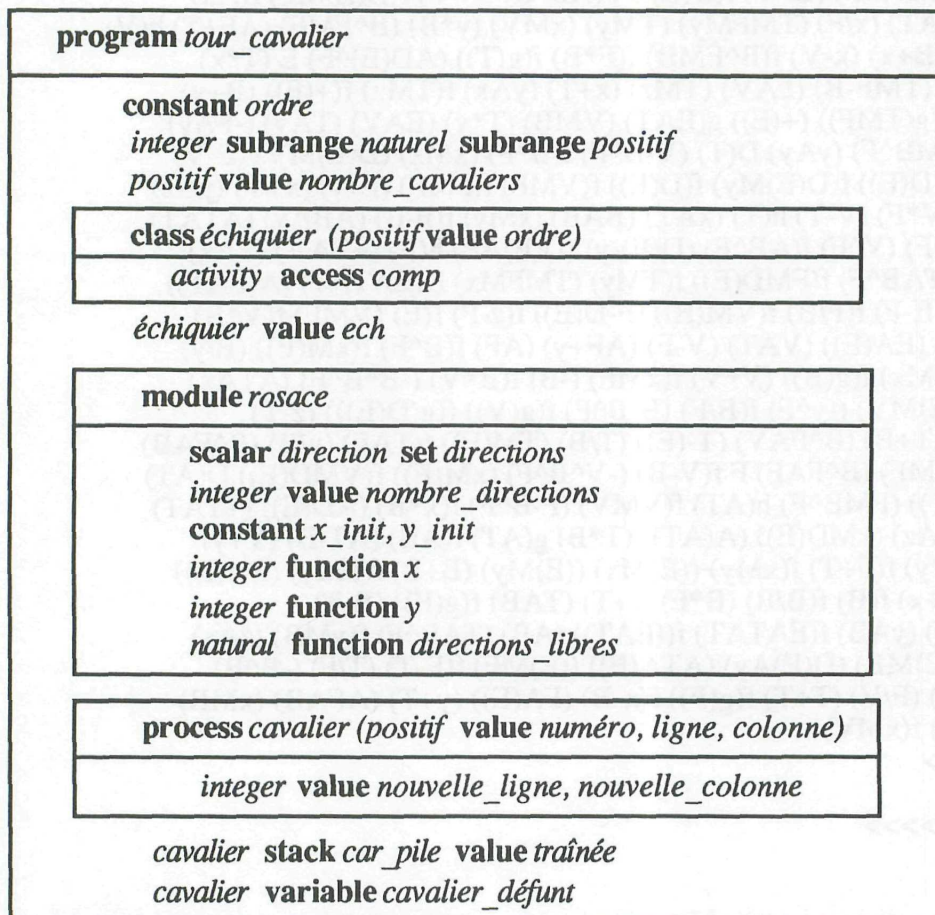 program tour_cavalier
constant ordre
integer subrange naturel subrange positif
positif value nombre_cavaliers
class échiquier (positif value ordre)
activity access comp
échiquier value ech
module rosace
scalar direction set directions
integer value nombre_directions
constant x_init, y_init
integer function x
integer function y
natural function directions_libres
process cavalier (positif value numéro, ligne, colonne)
integer value nouvelle_ligne, nouvelle_colonne
cavalier stack car_pile value traînée
cavalier variable cavalier_défunt